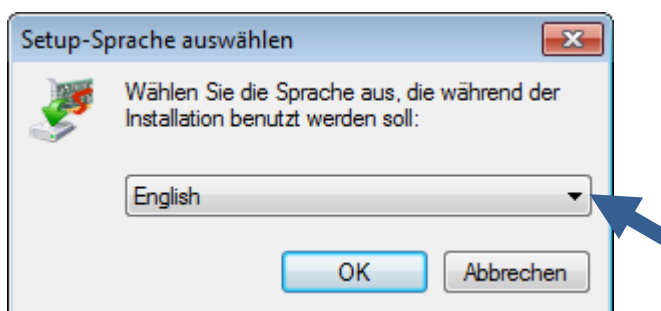 Setup-Sprache auswählen
Wählen Sie die Sprache aus, die während der
Installation benutzt werden soll:
English
OK
Abbrechen